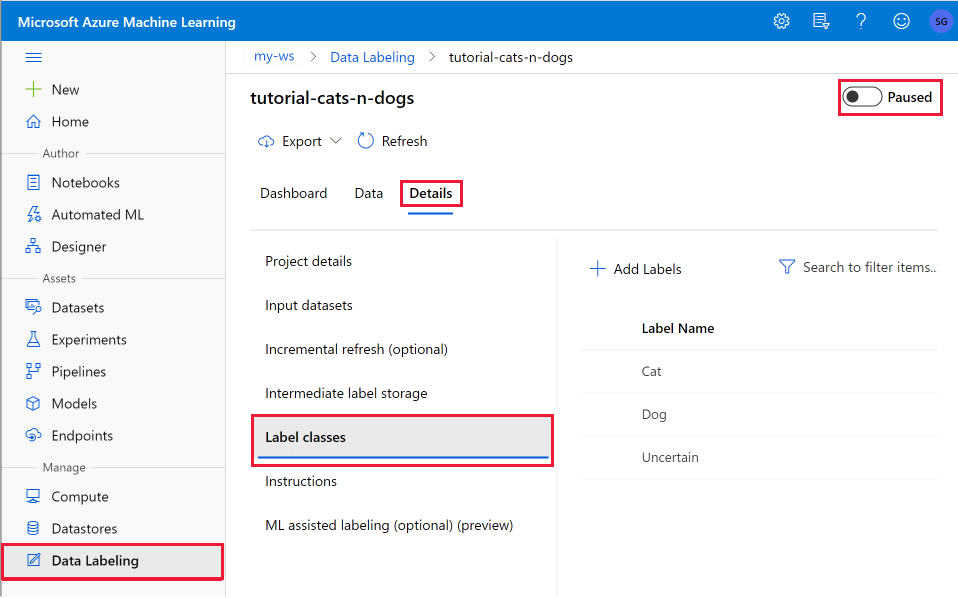 Microsoft Azure Machine Learning
?
SG
my-ws > Data Labeling > tutorial-cats-n-dogs
New
Home
Author
Notebooks
Automated ML
Designer
Assets
Datasets
Experiments
Pipelines
Models
Endpoints
Manage
Compute
Datastores
Data Labeling
tutorial-cats-n-dogs
Paused
Export
Refresh
Dashboard
Data
Details
Project details
Input datasets
Incremental refresh (optional)
Intermediate label storage
Label classes
Instructions
ML assisted labeling (optional) (preview)
Add Labels
Search to filter items..
Label Name
Cat
Dog
Uncertain